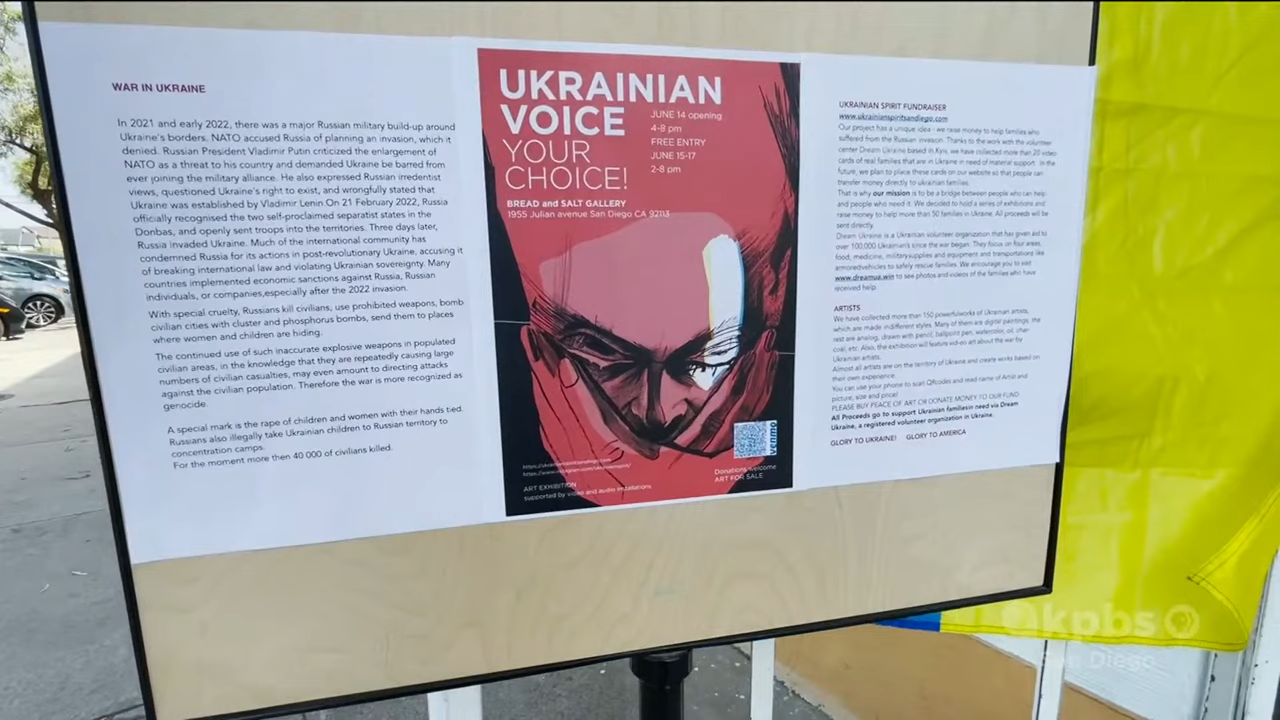 WAR IN UKRAINE
In 2021 and early 2022, there was a major Russian military build-up around
Ukraine's borders. NATO accused Russia of planning an invasion, which it
denied. Russian President Vladimir Putin criticized the enlargement of
NATO as a threat to his country and demanded Ukraine be barred from
ever joining the military alliance. He also expressed Russian irredentist
views, questioned Ukraine's right to exist, and wrongfully stated that
Ukraine was established by Vladimir Lenin.On 21 February 2022, Russia
officially recognised the two self-proclaimed separatist states in the
Donbas, and openly sent troops into the territories. Three days later,
Russia invaded Ukraine. Much of the international community has
condemned Russia for its actions in post-revolutionary Ukraine, accusing it
of breaking international law and violating Ukrainian sovereignty. Many
countries implemented economic sanctions against Russia, Russian
individuals, or companies,especially after the 2022 invasion.
With special cruelty, Russians kill civilians, use prohibited weapons, bomb
civilian cities with cluster and phosphorus bombs, send them to places
where women and children are hiding.
The continued use of such inaccurate explosive weapons in populated
civilian areas, in the knowledge that they are repeatedly causing large
numbers of civilian casualties, may even amount to directing attacks
against the civilian population. Therefore the war is more recognized as
genocide.
A special mark is the rape of children and women with their hands tied.
Russians also illegally take Ukrainian children to Russian territory to
concentration camps.
For the moment more then 40 000 of civilians killed.
UKRAINIAN
VOICE
YOUR
CHOICE!
JUNE 14 opening
4-8 pm
FREE ENTRY
JUNE 15-17
2-8 pm
BREAD and SALT GALLERY
1955 Julian avenue San Diego CA 92113
venmo
ART EXHIBITION
supported by video and audio installations.
Donations welcome
ART FOR SALE
UKRAINIAN SPIRIT FUNDRAISER
www.ukrainianspiritsandiego.com
Our project has a unique idea - we raise money to help families who
suffered from the Russian invasion. Thanks to the work with the volunteer
center Dream Ukraine based in Kyiv, we have collected more than 20 video
cards of real families that are in Ukraine in need of material support. In the
future, we plan to place these cards on our website so that people can
transfer money directly to ukrainian families.
That is why our mission is to be a bridge between people who can help
and people who need it. We decided to hold a series of exhibitions and
raise money to help more than 50 families in Ukraine. All proceeds will be
sent directly.
Dream Ukraine is a Ukrainian volunteer organization that has given aid to
over 100,000 Ukrainian's since the war began. They focus on four areas,
food, medicine, militarysupplies and equipment and transportation like
armoredvehicles to safely rescue families. We encourage you to visit
www.dreamua.win to see photos and videos of the families who have
received help.
ARTISTS
We have collected more than 150 powerfulworks of Ukrainian artists,
which are made indifferent styles. Many of them are digital paintings, the
rest are analog, drawn with pencil, ballpoint pen, watercolor, oil, char-
coal, etc. Also, the exhibition will feature video art about the war by
Ukrainian artists.
Almost all artists are on the territory of Ukraine and create works based on
their own experience.
You can use your phone to scan QRcodes and read name of Artist and
picture, size and price!
PLEASE BUY PEACE OF ART OR DONATE MONEY TO OUR FUND.
All Proceeds go to support Ukrainian familiesin need via Dream
Ukraine, a registered volunteer organization in Ukraine.
GLORY TO UKRAINE! GLORY TO AMERICA
kpbs
San Diego